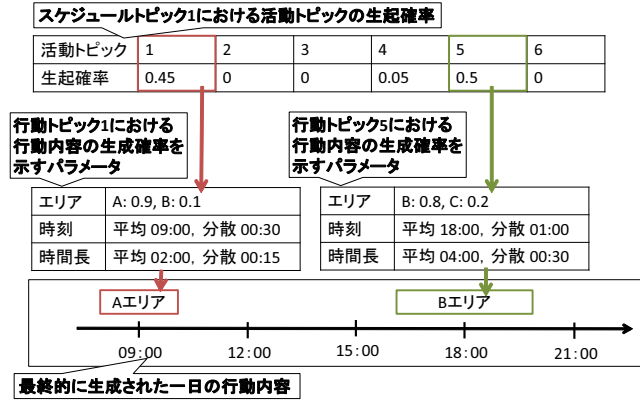 スケジュールトピック1における活動トピックの生起確率
活動トピック 1 2 3 4 5 6
生起確率 0.45 0 0 0.05 0.5 0
行動トピック1における
行動内容の生成確率を
示すパラメータ
行動トピック5における
行動内容の生成確率を
示すパラメータ
エリア A: 0.9, B: 0.1
時刻 平均 09:00, 分散 00:30
時間長 平均 02:00, 分散 00:15
エリア B: 0.8, C: 0.2
時刻 平均 18:00, 分散 01:00
時間長 平均 04:00, 分散 00:30
Aエリア Bエリア
09:00 12:00 15:00 18:00 21:00
最終的に生成された一日の行動内容